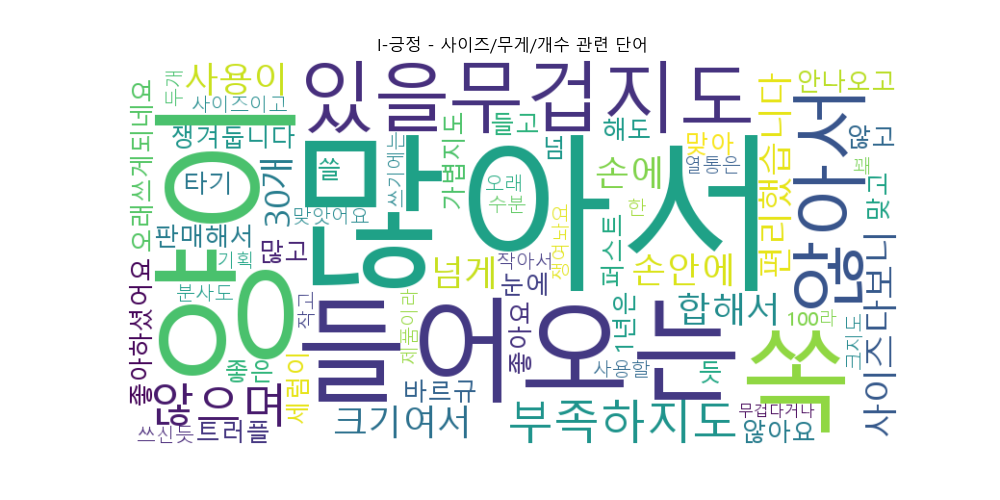 I-긍정 - 사이즈/무게/개수 관련 단어
있을
무겁지도
많아서
양이
들어오는
쏙
않아서
않으며
부족하지도
사용이
두개
사이즈이고
쟁겨둡니다
오래쓰게되네요
타기
30개
쓸
맞앗어요
판매해서
많고
기획
분사도
좋아하셨어요
좋은
세럼이
작고
제품이라
쓰신듯
트러플
크기여서
바르규
넘게
눈에
작아서
좋아요
수분
오래
쓰기에는
가볍지도
들고
넘
해도
손에
맞아
열통은
한
쟁여놔요
퍼스트
손안에
1년은
합해서
사용할
듯
편리했습니다
안나오고
않고
꽤
맞고
사이즈다보니
100라
크지도
무겁다거나
않아요